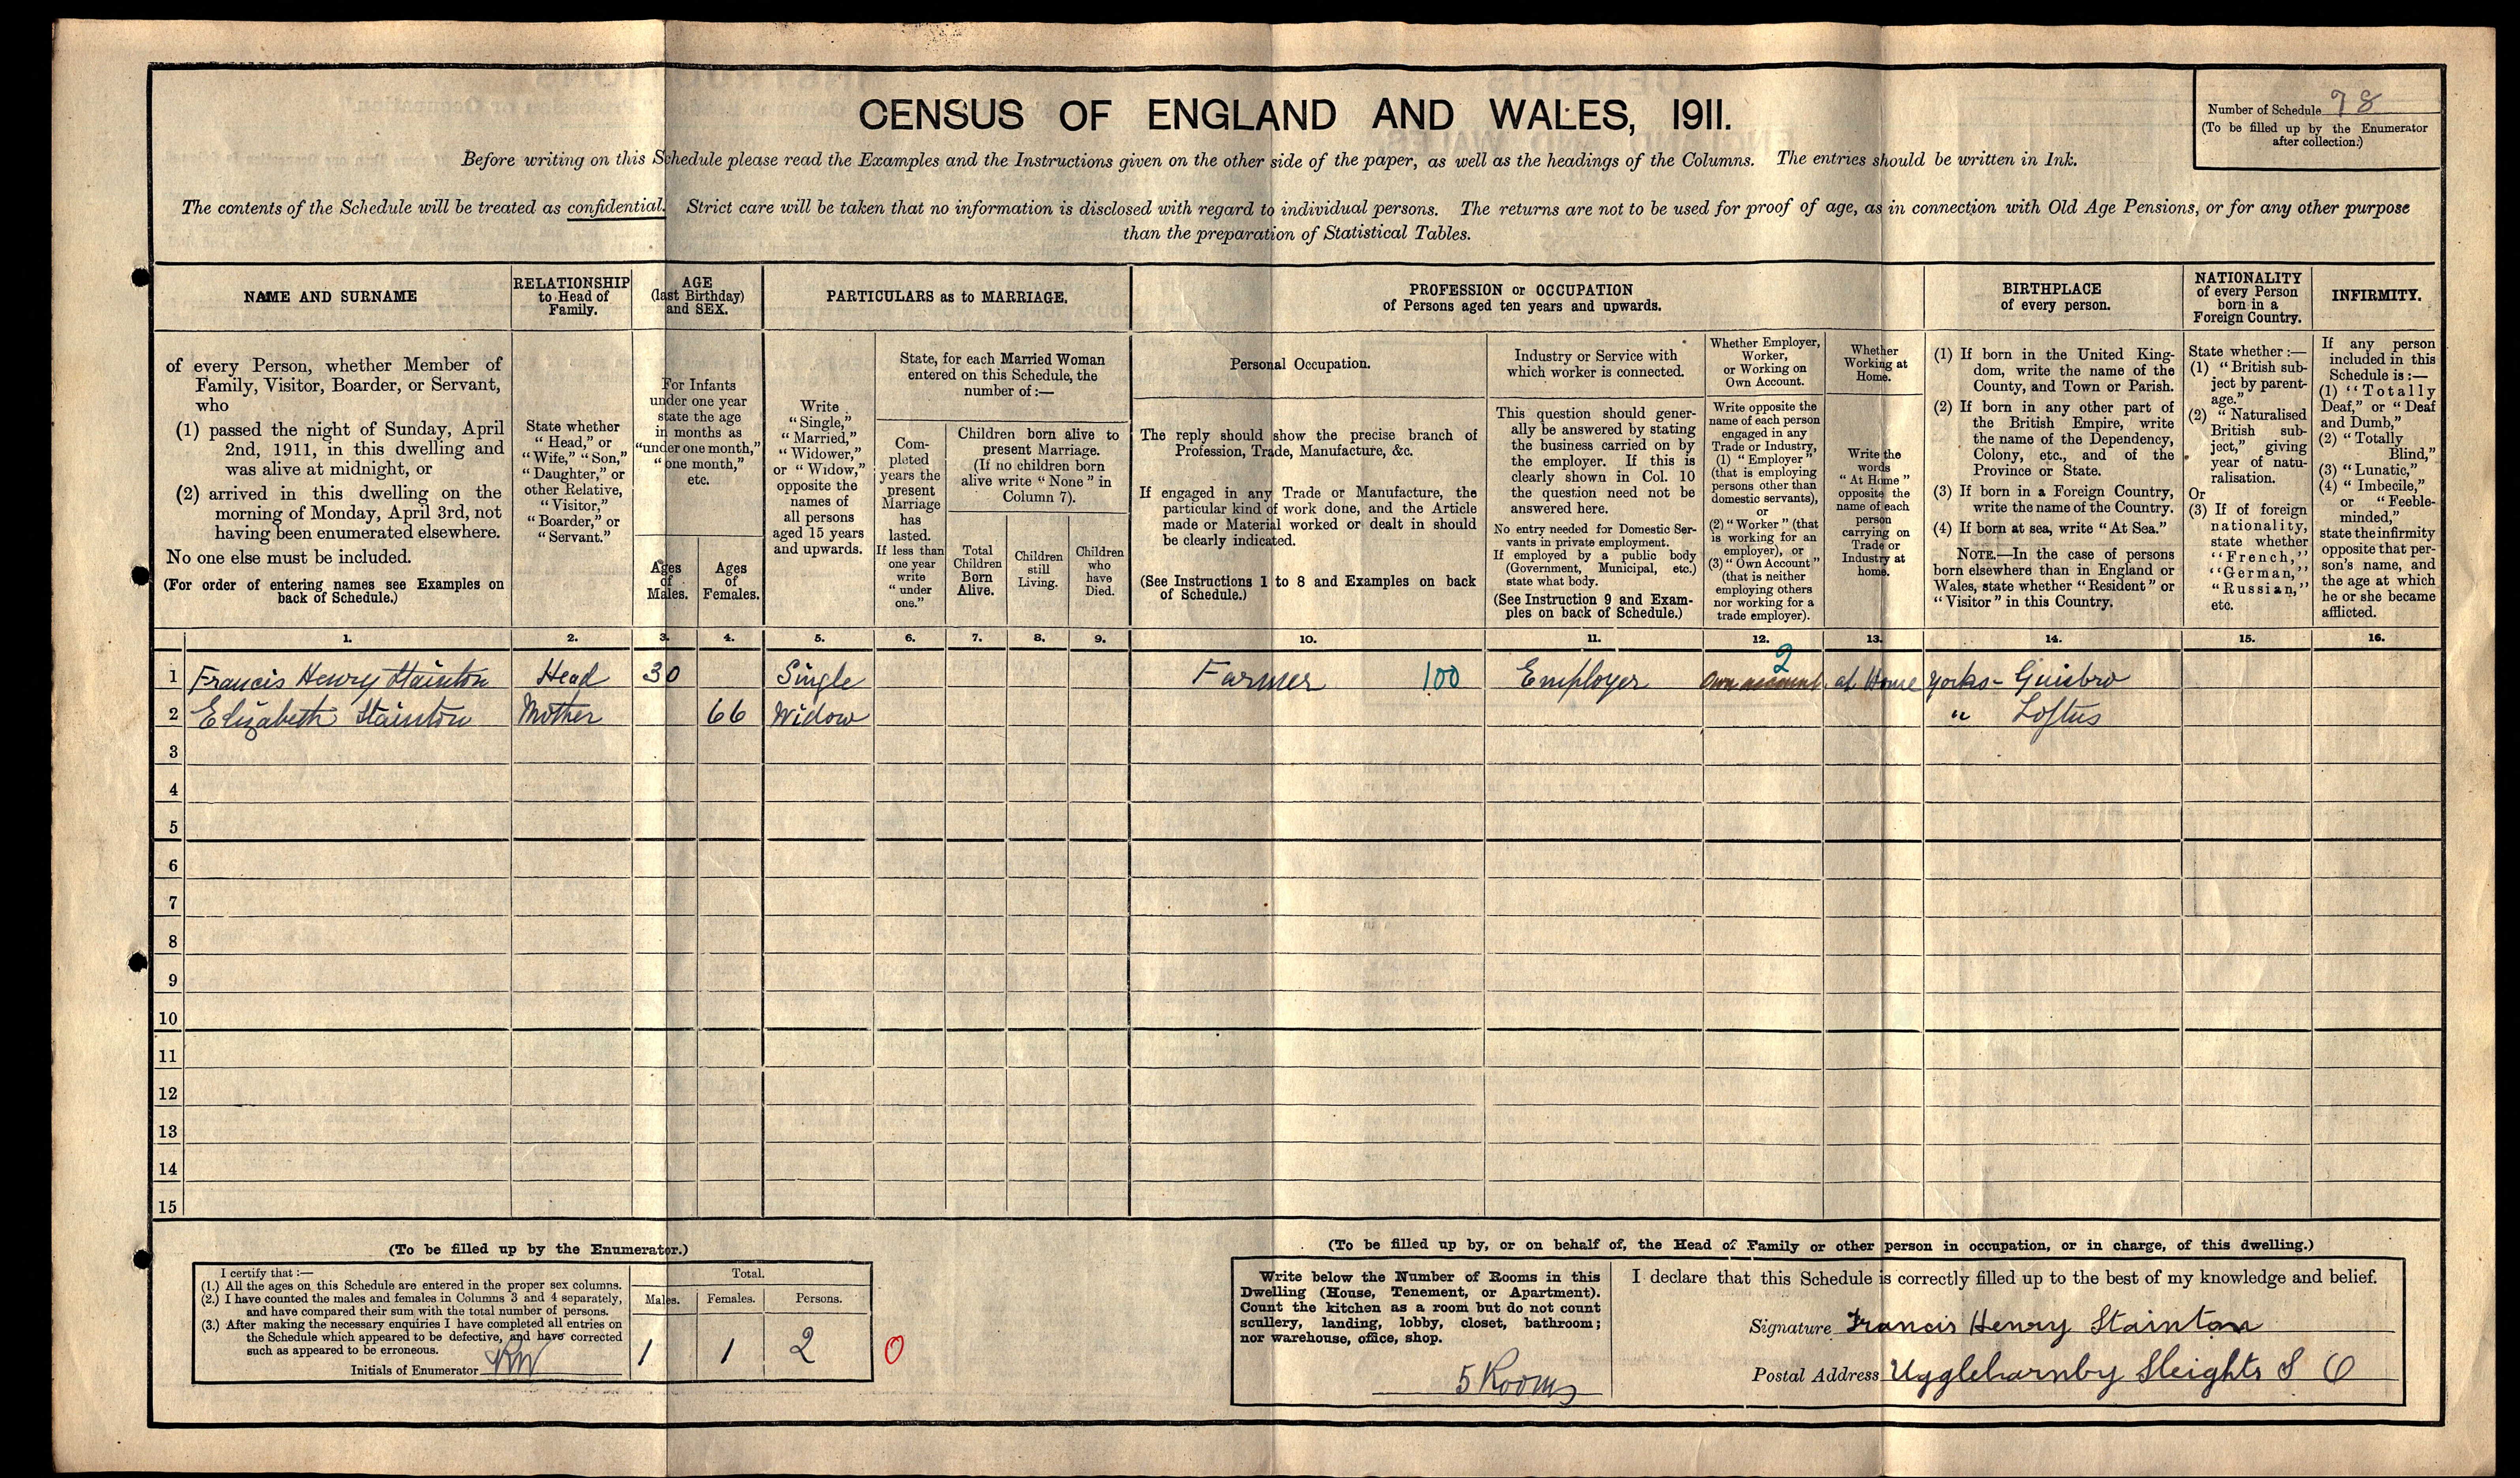 CENSUS OF ENGLAND AND WALES, 1911.
Number of Schedule 98
(To be filled up by the Enumerator
after collection.)
Before writing on this Schedule please read the Examples and the Instructions given on the other side of the paper, as well as the headings of the Columns. The entries should be written in Ink.
The contents of the Schedule will be treated as confidential. Strict care will be taken that no information is disclosed with regard to individual persons. The returns are not to be used for proof of age, as in connection with Old Age Pensions, or for any other purpose
than the preparation of Statistical Tables.
NAME AND SURNAME
of every Person, whether Member of
Family, Visitor, Boarder, or Servant,
who
(1) passed the night of Sunday, April
2nd, 1911, in this dwelling and
was alive at midnight, or
(2) arrived in this dwelling on the
morning of Monday, April 3rd, not
having been enumerated elsewhere.
No one else must be included.
(For order of entering names see Examples on
back of Schedule.)
RELATIONSHIP
to Head of
Family.
State whether
"Head," or
"Wife," "Son,"
"Daughter," or
other Relative,
"Visitor,"
"Boarder," or
"Servant."
AGE
(last Birthday)
and SEX.
For Infants
under one year
state the age
in months as
"under one month,"
"one month,"
etc.
Ages
of
Males.
Ages
of
Females.
PARTICULARS as to MARRIAGE.
Write
"Single,"
"Married,"
"Widower,"
or "Widow,"
opposite the
names of
all persons
aged 15 years
and upwards.
State, for each Married Woman
entered on this Schedule, the
number of:—
Com-
pleted
years the
present
Marriage
has
lasted.
If less than
one year
write
"under
one."
Children born alive to
present Marriage.
(If no children born
alive write "None" in
Column 7).
Total
Children
Born
Alive.
Children
still
Living.
Children
who
have
Died.
PROFESSION or OCCUPATION
of Persons aged ten years and upwards.
Personal Occupation.
The reply should show the precise branch of
Profession, Trade, Manufacture, &c.
If engaged in any Trade or Manufacture, the
particular kind of work done, and the Article
made or Material worked or dealt in should
be clearly indicated.
(See Instructions 1 to 8 and Examples on back
of Schedule.)
Industry or Service with
which worker is connected.
This question should gener-
ally be answered by stating
the business carried on by
the employer. If this is
clearly shown in Col. 10
the question need not be
answered here.
No entry needed for Domestic Ser-
vants in private employment.
If employed by a public body
(Government, Municipal, etc.)
state what body.
(See Instruction 9 and Exam-
ples on back of Schedule.)
Whether Employer,
Worker,
or Working on
Own Account.
Write opposite the
name of each person
engaged in any
Trade or Industry,
(1) "Employer"
(that is employing
persons other than
domestic servants),
or
(2) "Worker" (that
is working for an
employer), or
(3) "Own Account"
(that is neither
employing others
nor working for a
trade employer).
Whether
Working at
Home.
Write the
words
"At Home"
opposite the
name of each
person
carrying on
Trade or
Industry at
home.
BIRTHPLACE
of every person.
(1) If born in the United King-
dom, write the name of the
County, and Town or Parish.
(2) If born in any other part of
the British Empire, write
the name of the Dependency,
Colony, etc., and of the
Province or State.
(3) If born in a Foreign Country,
write the name of the Country.
(4) If born at sea, write "At Sea."
NOTE.—In the case of persons
born elsewhere than in England or
Wales, state whether "Resident" or
"Visitor" in this Country.
NATIONALITY
of every Person
born in a
Foreign Country.
State whether:—
(1) "British sub-
ject by parent-
age."
(2) "Naturalised
British sub-
ject," giving
year of natu-
ralisation.
Or
(3) If of foreign
nationality,
state whether
"French,"
"German,"
"Russian,"
etc.
INFIRMITY.
If any person
included in this
Schedule is:—
(1) "Totally
Deaf," or "Deaf
and Dumb,"
(2) "Totally
Blind,"
(3) "Lunatic,"
(4) "Imbecile,"
or "Feeble-
minded,"
state the infirmity
opposite that per-
son's name, and
the age at which
he or she became
afflicted.
1. 2. 3. 4. 5. 6. 7. 8. 9. 10. 11. 12. 13. 14. 15. 16.
2
1 Francis Henry Stainton Head 30 Single Farmer 100 Employer Own account at Home Yorks - Guisbro
2 Elizabeth Stainton Mother 66 Widow " Loftus
3
4
5
6
7
8
9
10
11
12
13
14
15
(To be filled up by the Enumerator.)
I certify that:—
(1.) All the ages on this Schedule are entered in the proper sex columns.
(2.) I have counted the males and females in Columns 3 and 4 separately,
and have compared their sum with the total number of persons.
(3.) After making the necessary enquiries I have completed all entries on
the Schedule which appeared to be defective, and have corrected
such as appeared to be erroneous.
Initials of Enumerator
Total.
Males. Females. Persons.
1 1 2 0
(To be filled up by, or on behalf of, the Head of Family or other person in occupation, or in charge, of this dwelling.)
Write below the Number of Rooms in this
Dwelling (House, Tenement, or Apartment).
Count the kitchen as a room but do not count
scullery, landing, lobby, closet, bathroom;
nor warehouse, office, shop.
5 Rooms
I declare that this Schedule is correctly filled up to the best of my knowledge and belief.
Signature Francis Henry Stainton
Postal Address Ugglebarnby Sleights S O